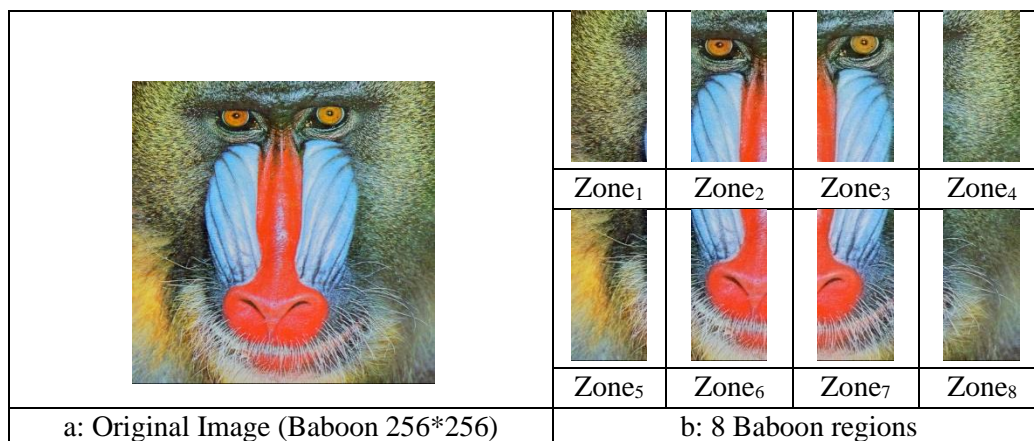 Zone₁ Zone₂ Zone₃ Zone₄
Zone₅ Zone₆ Zone₇ Zone₈
a: Original Image (Baboon 256*256) b: 8 Baboon regions